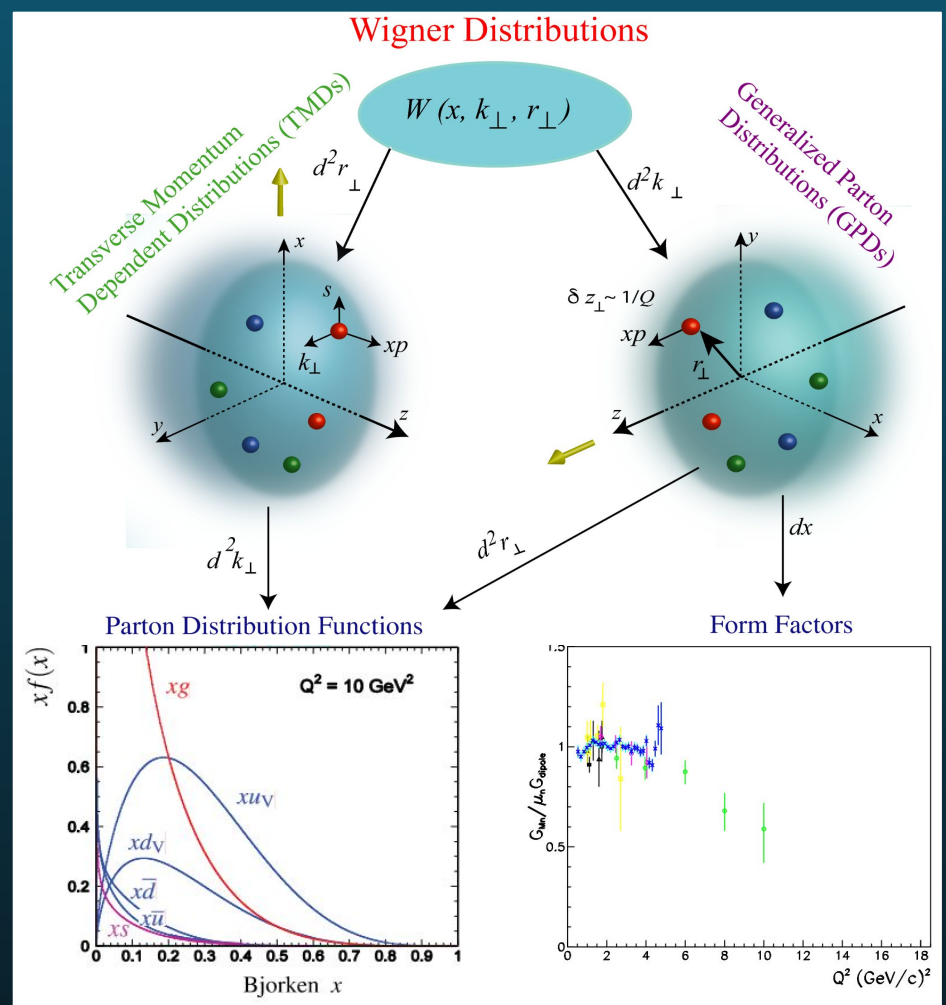 Wigner Distributions
W (x, k⊥, r⊥)
Transverse Momentum
Dependent Distributions (TMDs)
Generalized Parton
Distributions (GPDs)
d²r⊥
d²k⊥
x
s
k⊥
xp
y
z
y
δ z⊥ ~ 1/Q
xp
r⊥
z
x
d²k⊥
d²r⊥
dx
Parton Distribution Functions
xf(x)
1
0.8
0.6
0.4
0.2
0
xg
Q² = 10 GeV²
xuV
xdV
xd̅
xu̅
xs
0.1 0.2 0.3 0.4 0.5 0.6 0.7 0.8 0.9 1
Bjorken x
Form Factors
G_Mn/μ_n G_dipole
1.5
1
0.5
0
0 2 4 6 8 10 12 14 16 18
Q² (GeV/c)²